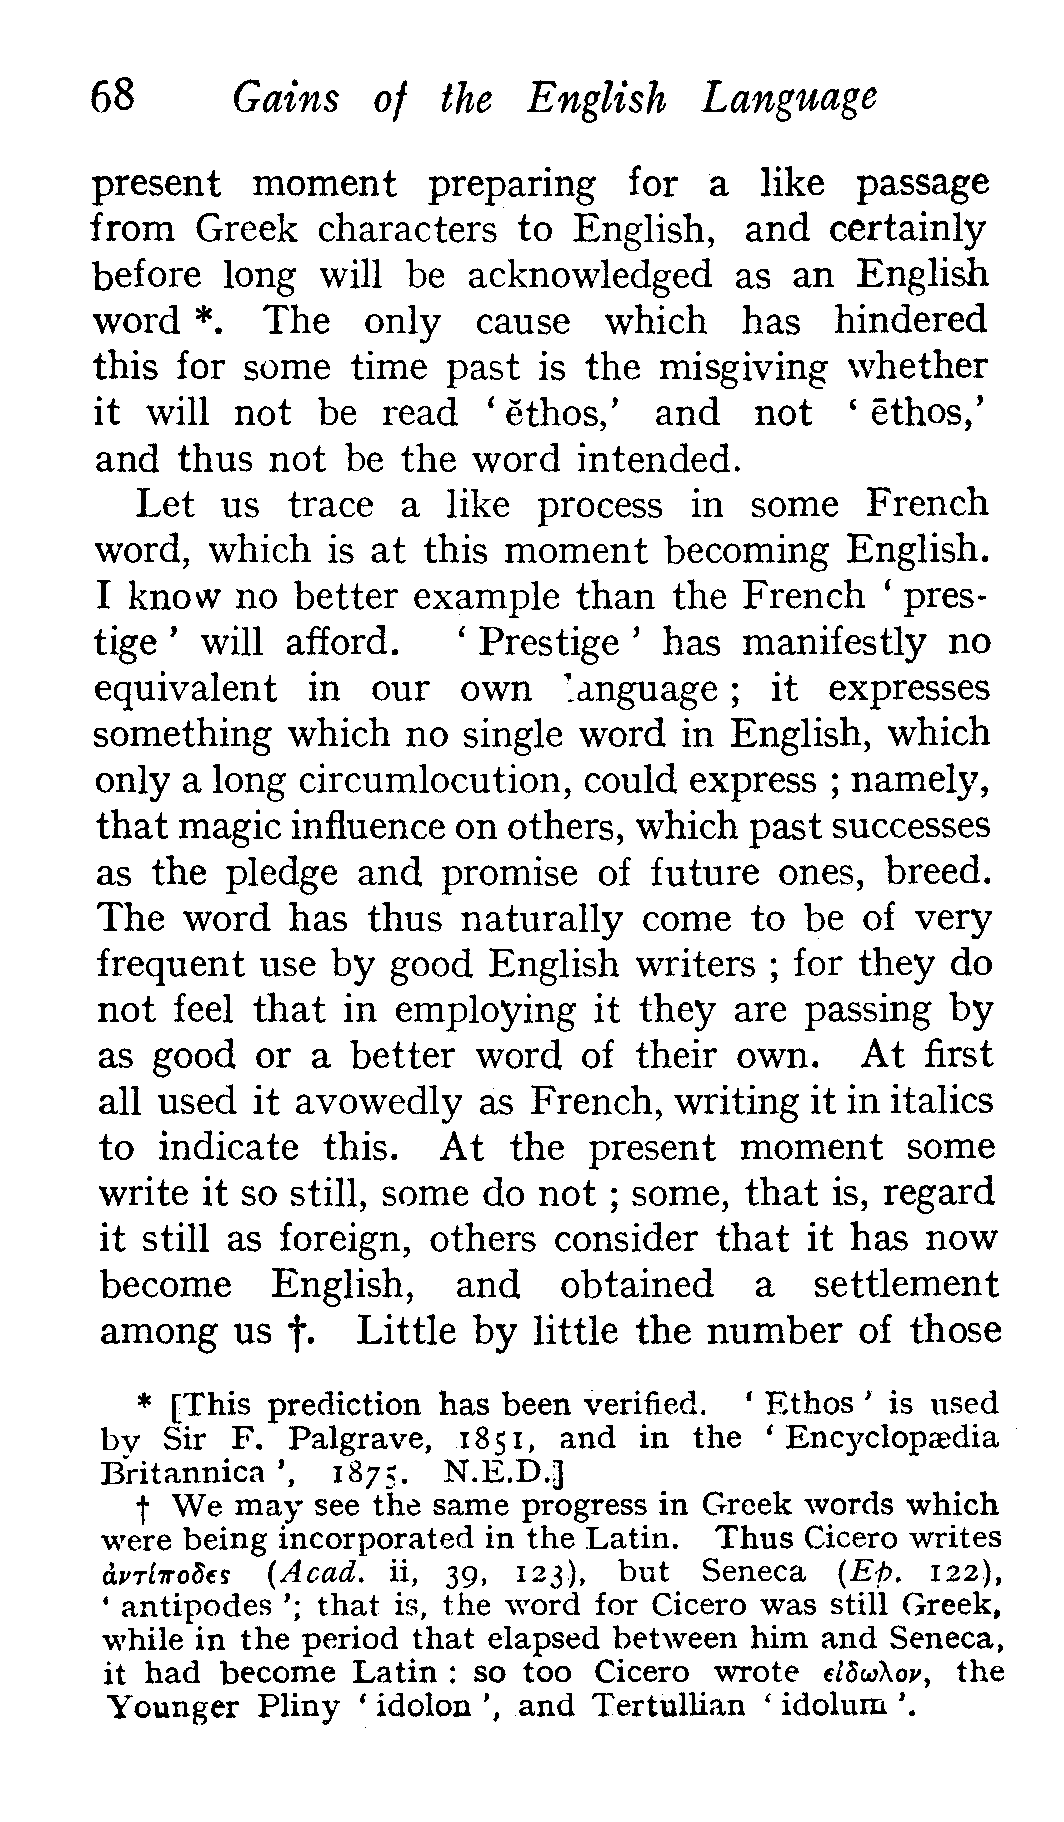 68 Gains of the English Language
present moment preparing for a like passage
from Greek characters to English, and certainly
before long will be acknowledged as an English
word *. The only cause which has hindered
this for some time past is the misgiving whether
it will not be read ‘ ĕthos,’ and not ‘ ēthos,’
and thus not be the word intended.
Let us trace a like process in some French
word, which is at this moment becoming English.
I know no better example than the French ‘ pres-
tige ’ will afford. ‘ Prestige ’ has manifestly no
equivalent in our own language ; it expresses
something which no single word in English, which
only a long circumlocution, could express ; namely,
that magic influence on others, which past successes
as the pledge and promise of future ones, breed.
The word has thus naturally come to be of very
frequent use by good English writers ; for they do
not feel that in employing it they are passing by
as good or a better word of their own. At first
all used it avowedly as French, writing it in italics
to indicate this. At the present moment some
write it so still, some do not ; some, that is, regard
it still as foreign, others consider that it has now
become English, and obtained a settlement
among us †. Little by little the number of those
* [This prediction has been verified. ‘ Ethos ’ is used
by Sir F. Palgrave, 1851, and in the ‘ Encyclopædia
Britannica ’, 1875. N.E.D.]
† We may see the same progress in Greek words which
were being incorporated in the Latin. Thus Cicero writes
ἀντίποδες (Acad. ii, 39, 123), but Seneca (Ep. 122),
‘ antipodes ’; that is, the word for Cicero was still Greek,
while in the period that elapsed between him and Seneca,
it had become Latin : so too Cicero wrote εἴδωλον, the
Younger Pliny ‘ idolon ’, and Tertullian ‘ idolum ’.